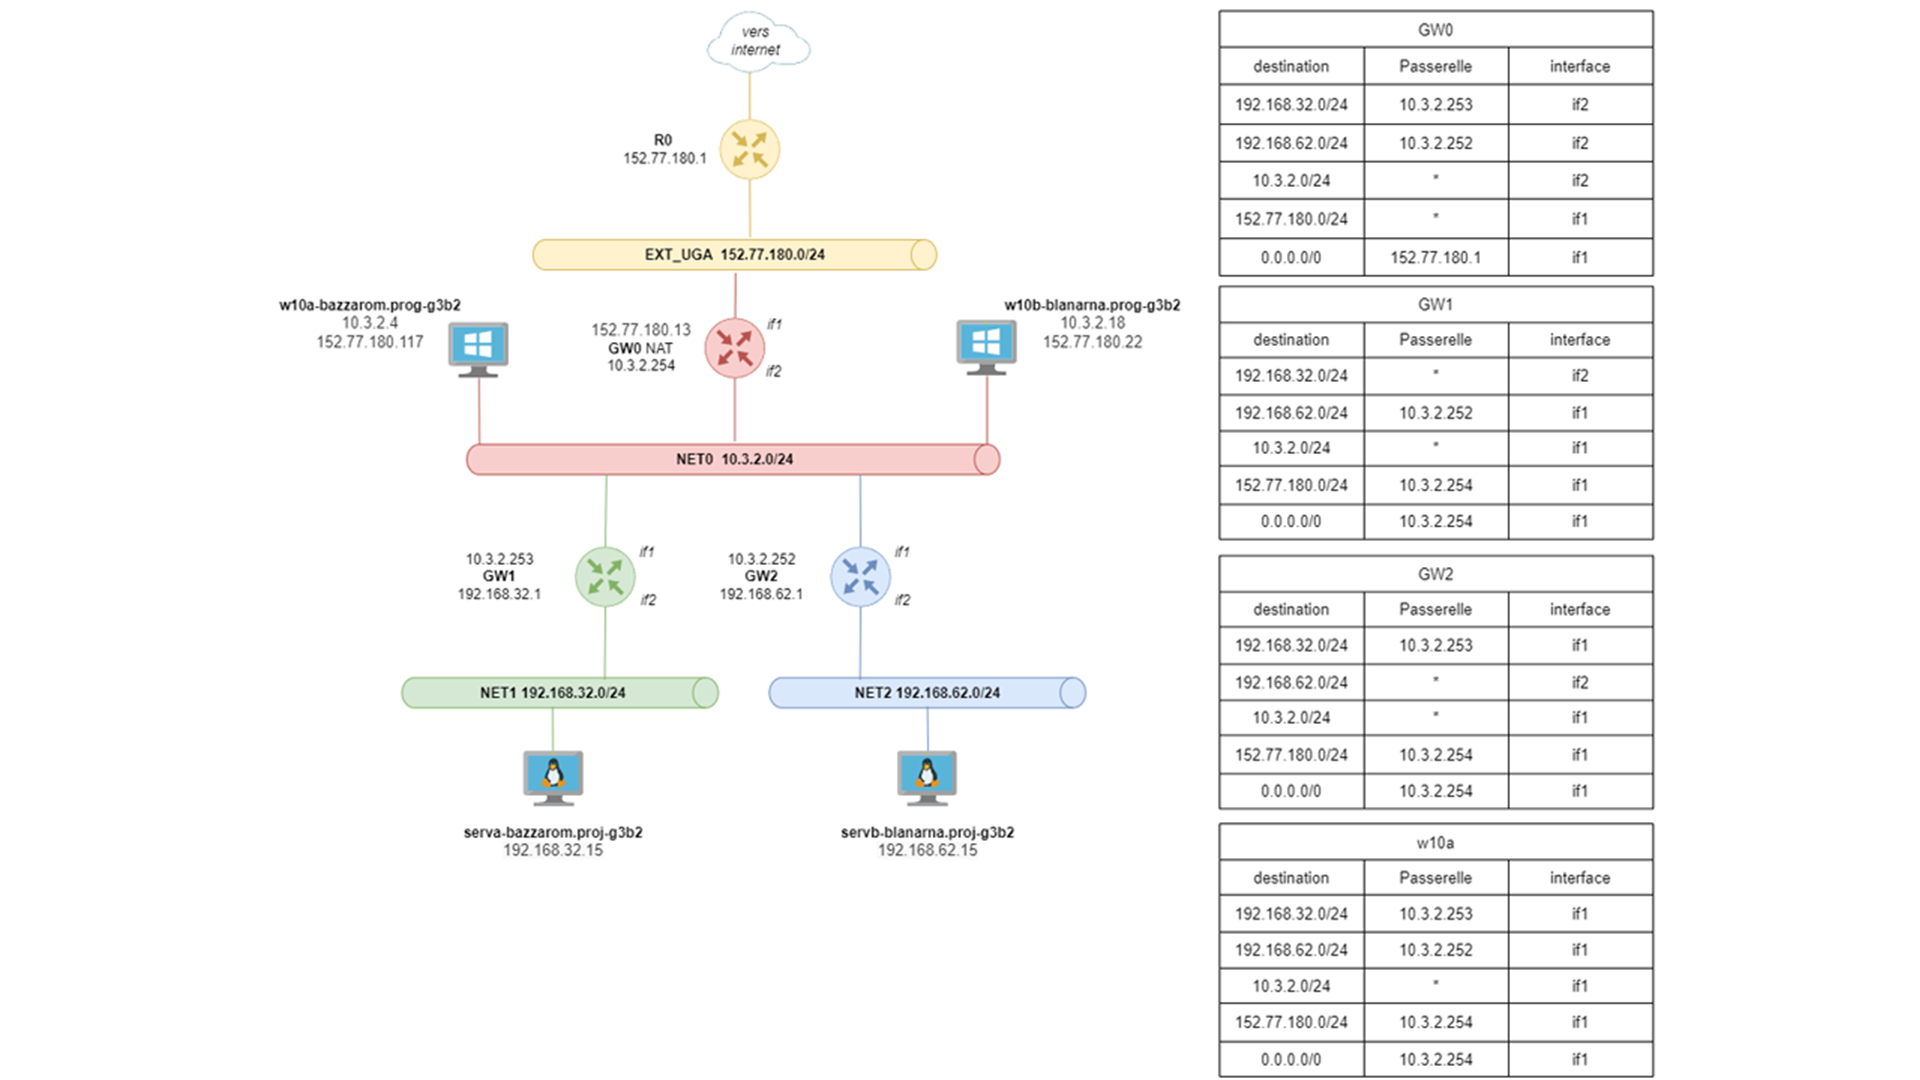 vers
internet
R0
152.77.180.1
EXT_UGA 152.77.180.0/24
w10a-bazzarom.prog-g3b2
10.3.2.4
152.77.180.117
152.77.180.13
GW0 NAT
10.3.2.254
if1
if2
w10b-blanarna.prog-g3b2
10.3.2.18
152.77.180.22
NET0 10.3.2.0/24
10.3.2.253
GW1
192.168.32.1
if1
if2
10.3.2.252
GW2
192.168.62.1
if1
if2
NET1 192.168.32.0/24
NET2 192.168.62.0/24
serva-bazzarom.proj-g3b2
192.168.32.15
servb-blanarna.proj-g3b2
192.168.62.15
GW0
destination Passerelle interface
192.168.32.0/24 10.3.2.253 if2
192.168.62.0/24 10.3.2.252 if2
10.3.2.0/24 * if2
152.77.180.0/24 * if1
0.0.0.0/0 152.77.180.1 if1
GW1
destination Passerelle interface
192.168.32.0/24 * if2
192.168.62.0/24 10.3.2.252 if1
10.3.2.0/24 * if1
152.77.180.0/24 10.3.2.254 if1
0.0.0.0/0 10.3.2.254 if1
GW2
destination Passerelle interface
192.168.32.0/24 10.3.2.253 if1
192.168.62.0/24 * if2
10.3.2.0/24 * if1
152.77.180.0/24 10.3.2.254 if1
0.0.0.0/0 10.3.2.254 if1
w10a
destination Passerelle interface
192.168.32.0/24 10.3.2.253 if1
192.168.62.0/24 10.3.2.252 if1
10.3.2.0/24 * if1
152.77.180.0/24 10.3.2.254 if1
0.0.0.0/0 10.3.2.254 if1